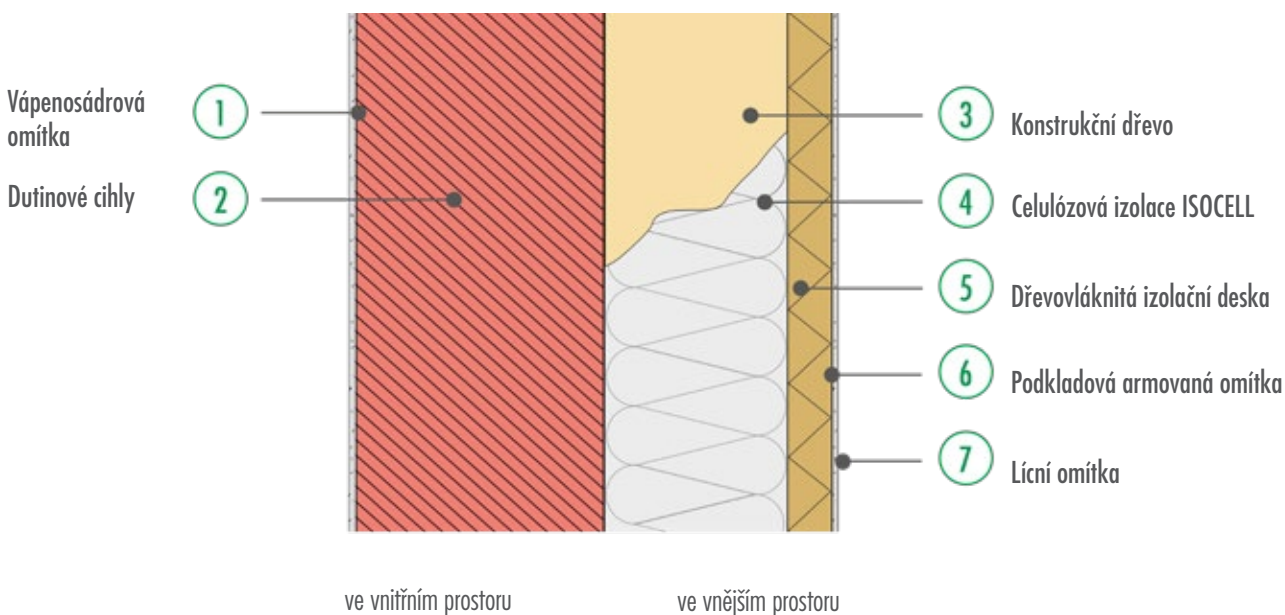 Vápenosádrová
omítka
1
Dutinové cihly
2
3
Konstrukční dřevo
4
Celulózová izolace ISOCELL
5
Dřevovláknitá izolační deska
6
Podkladová armovaná omítka
7
Lícní omítka
ve vnitřním prostoru
ve vnějším prostoru